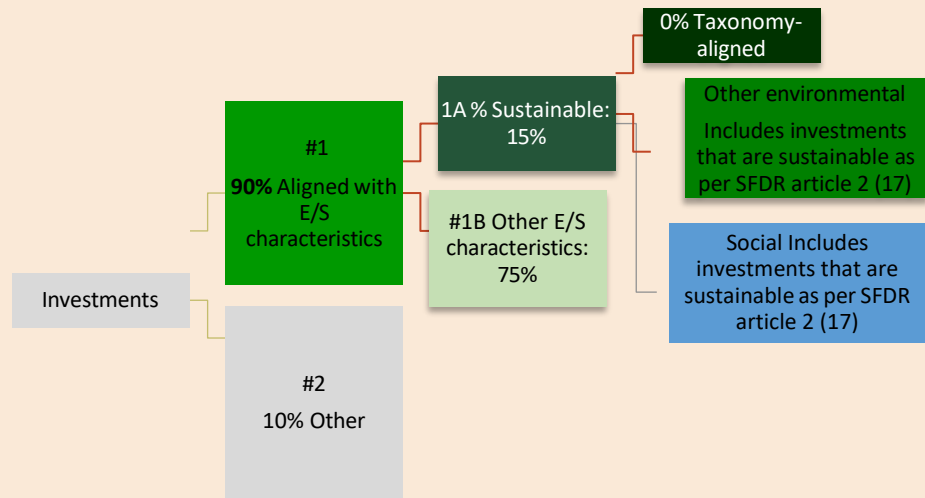 Investments
#1
90% Aligned with
E/S
characteristics
#2
10% Other
1A % Sustainable:
15%
#1B Other E/S
characteristics:
75%
0% Taxonomy-
aligned
Other environmental
Includes investments
that are sustainable as
per SFDR article 2 (17)
Social Includes
investments that are
sustainable as per SFDR
article 2 (17)